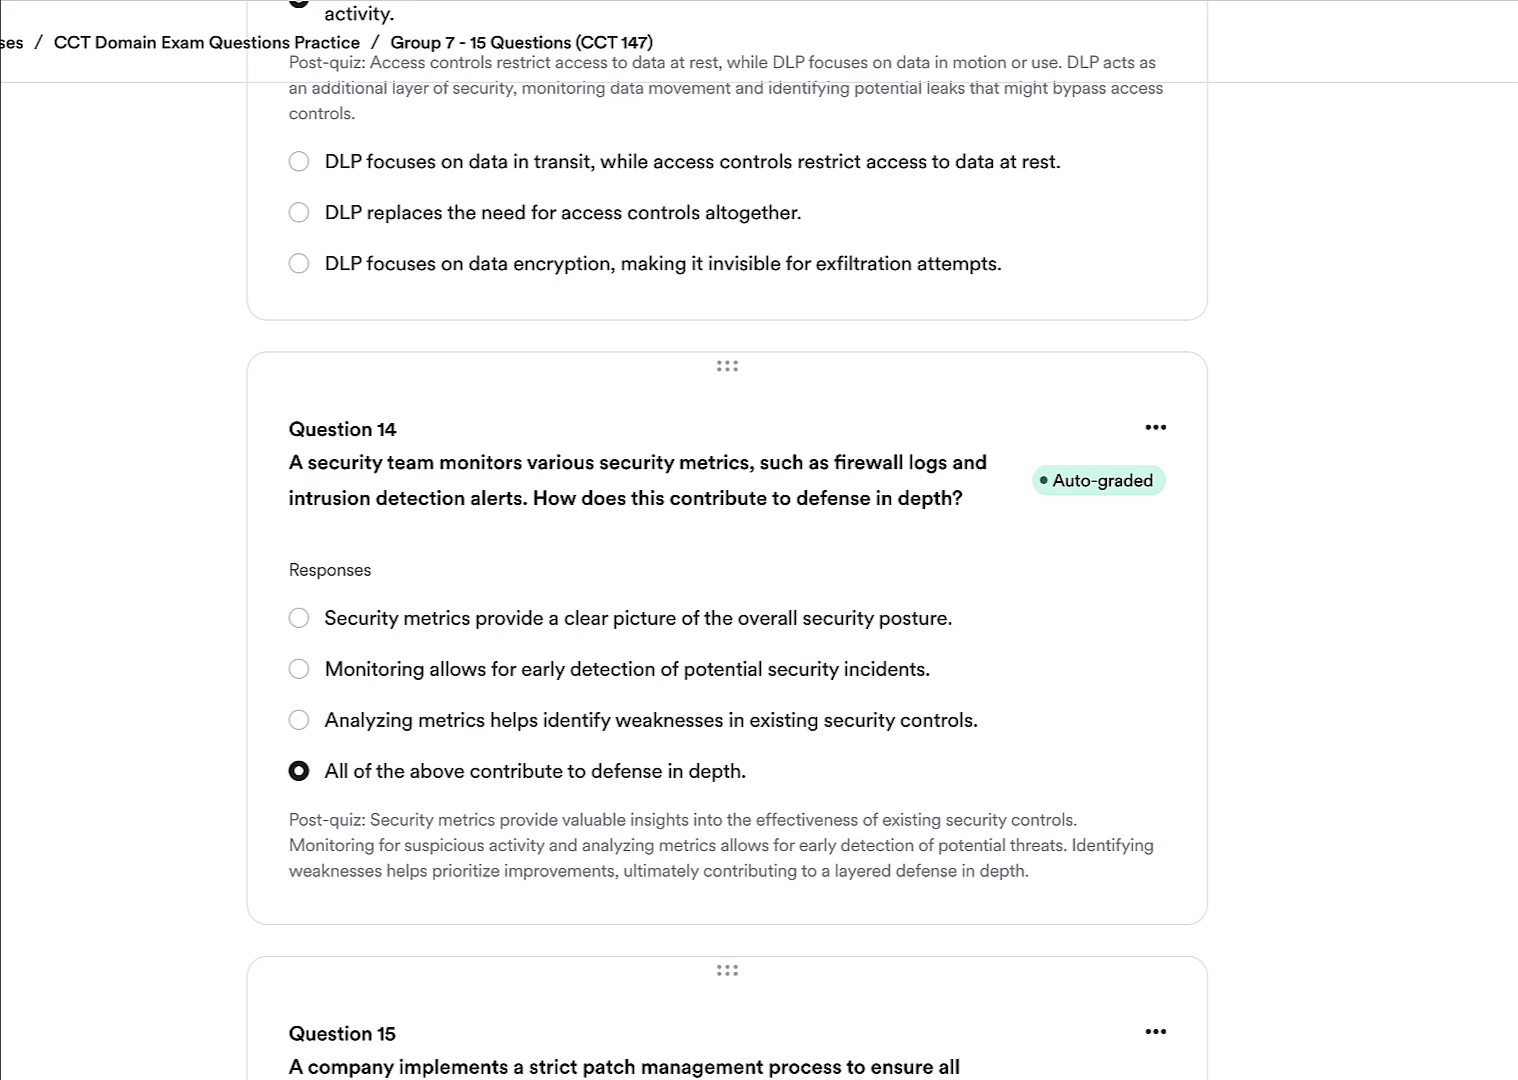 activity.
ses / CCT Domain Exam Questions Practice / Group 7 - 15 Questions (CCT 147)
Post-quiz: Access controls restrict access to data at rest, while DLP focuses on data in motion or use. DLP acts as
an additional layer of security, monitoring data movement and identifying potential leaks that might bypass access
controls.
DLP focuses on data in transit, while access controls restrict access to data at rest.
DLP replaces the need for access controls altogether.
DLP focuses on data encryption, making it invisible for exfiltration attempts.
Question 14
A security team monitors various security metrics, such as firewall logs and
intrusion detection alerts. How does this contribute to defense in depth?
Auto-graded
Responses
Security metrics provide a clear picture of the overall security posture.
Monitoring allows for early detection of potential security incidents.
Analyzing metrics helps identify weaknesses in existing security controls.
All of the above contribute to defense in depth.
Post-quiz: Security metrics provide valuable insights into the effectiveness of existing security controls.
Monitoring for suspicious activity and analyzing metrics allows for early detection of potential threats. Identifying
weaknesses helps prioritize improvements, ultimately contributing to a layered defense in depth.
Question 15
A company implements a strict patch management process to ensure all